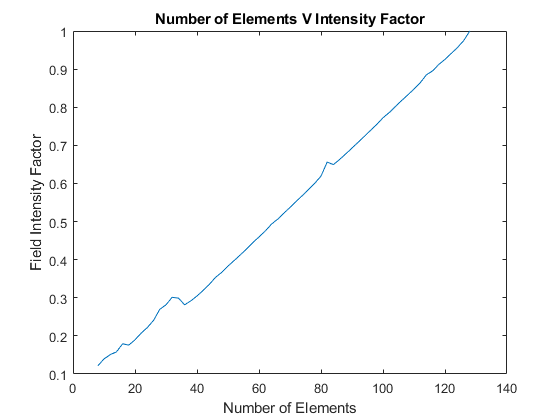 Number of Elements V Intensity Factor
1
0.9
0.8
0.7
0.6
0.5
0.4
0.3
0.2
0.1
Field Intensity Factor
0 20 40 60 80 100 120 140
Number of Elements